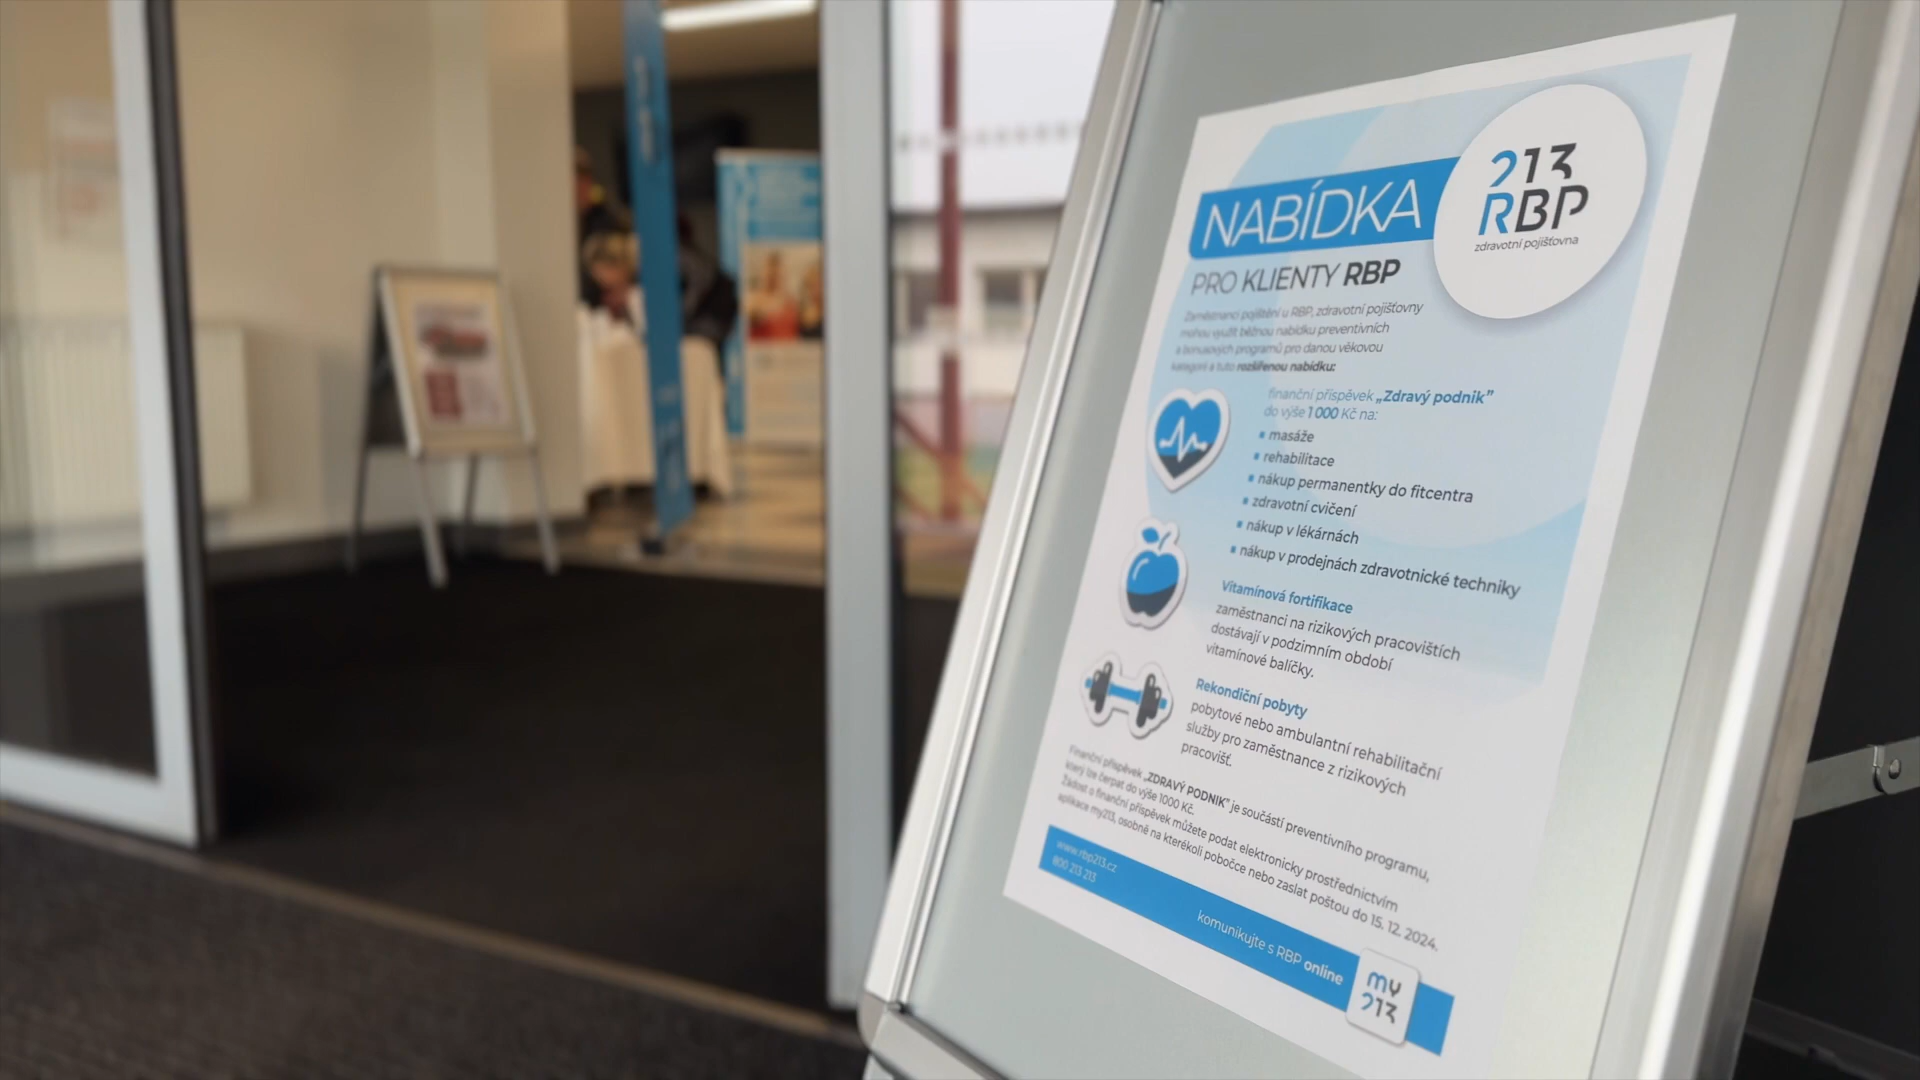 213
RBP
zdravotní pojišťovna
NABÍDKA
PRO KLIENTY RBP
Zaměstnanci pojištění u RBP, zdravotní pojišťovny
mohou využít běžnou nabídku preventivních
a bonusových programů pro danou věkovou
kategorii a tuto rozšířenou nabídku:
finanční příspěvek „Zdravý podnik”
do výše 1 000 Kč na:
▪ masáže
▪ rehabilitace
▪ nákup permanentky do fitcentra
▪ zdravotní cvičení
▪ nákup v lékárnách
▪ nákup v prodejnách zdravotnické techniky
Vitamínová fortifikace
zaměstnanci na rizikových pracovištích
dostávají v podzimním období
vitamínové balíčky.
Rekondiční pobyty
pobytové nebo ambulantní rehabilitační
služby pro zaměstnance z rizikových
pracovišť.
Finanční příspěvek „ZDRAVÝ PODNIK” je součástí preventivního programu,
který lze čerpat do výše 1000 Kč.
Žádost o finanční příspěvek můžete podat elektronicky prostřednictvím
aplikace my213, osobně na kterékoli pobočce nebo zaslat poštou do 15. 12. 2024.
www.rbp213.cz
800 213 213
komunikujte s RBP online
my
213